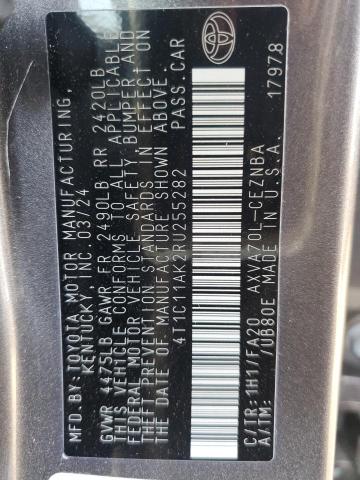 MFD. BY: TOYOTA MOTOR MANUFACTURING,
KENTUCKY, INC. 03/24
GVWR 4475LB GAWR FR 2490LB RR 2420LB
THIS VEHICLE CONFORMS TO ALL APPLICABLE
FEDERAL MOTOR VEHICLE SAFETY BUMPER, AND
THEFT PREVENTION STANDARDS IN EFFECT ON
THE DATE OF MANUFACTURE SHOWN ABOVE.
4T1C11AK2RU255282 PASS. CAR
C/TR: 1H1/FA20 AXVA70L-CEZNBA
A/TM: /UB80E MADE IN U.S.A. 17978